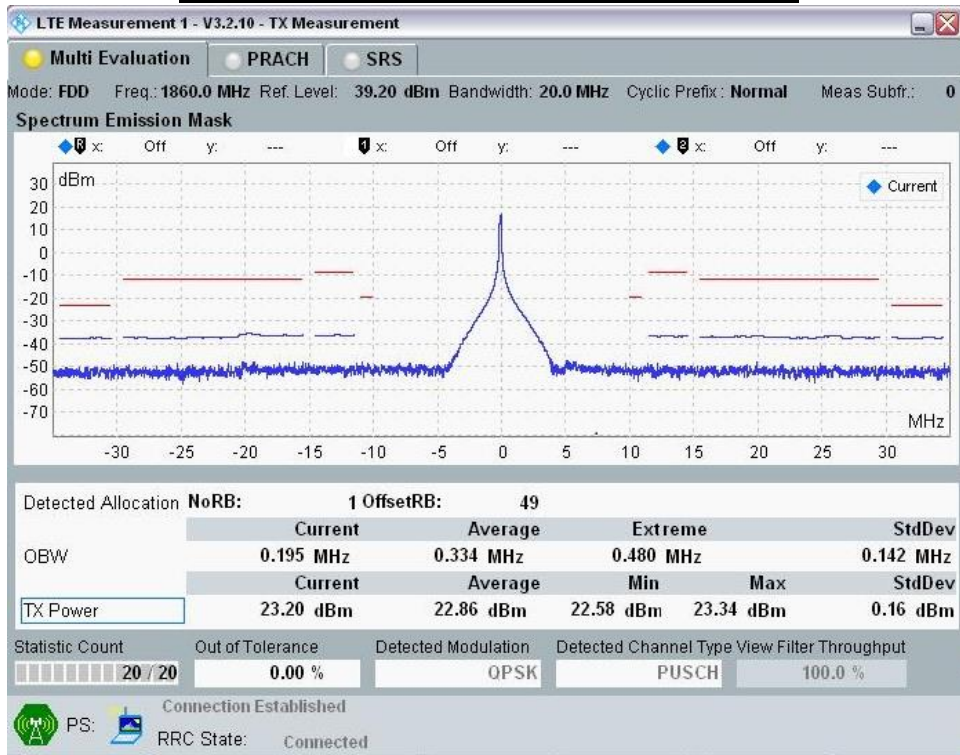 LTE Measurement 1 - V3.2.10 - TX Measurement
Multi Evaluation PRACH SRS
Mode: FDD Freq.: 1860.0 MHz Ref. Level: 39.20 dBm Bandwidth: 20.0 MHz Cyclic Prefix : Normal Meas Subfr.: 0
Spectrum Emission Mask
R x: Off y: --- 1 x: Off y: --- 2 x: Off y: ---
30 dBm Current
20
10
0
-10
-20
-30
-40
-50
-60
-70
MHz
-30 -25 -20 -15 -10 -5 0 5 10 15 20 25 30
Detected Allocation NoRB: 1 OffsetRB: 49
Current Average Extreme StdDev
OBW 0.195 MHz 0.334 MHz 0.480 MHz 0.142 MHz
Current Average Min Max StdDev
TX Power 23.20 dBm 22.86 dBm 22.58 dBm 23.34 dBm 0.16 dBm
Statistic Count Out of Tolerance Detected Modulation Detected Channel Type View Filter Throughput
20 / 20 0.00 % QPSK PUSCH 100.0 %
PS: Connection Established
RRC State: Connected